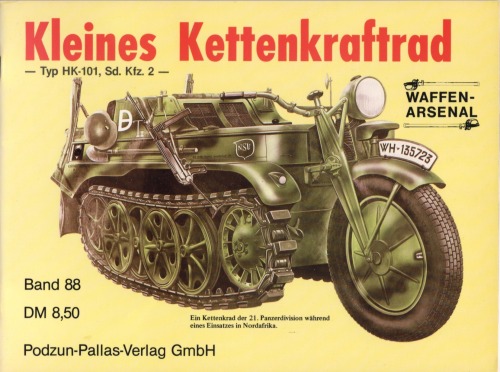 Kleines Kettenkraftrad
— Typ HK-101, Sd. Kfz. 2 —
WAFFEN-
ARSENAL
D
NSU
WH-135723
Band 88
DM 8,50
Ein Kettenkrad der 21. Panzerdivision während
eines Einsatzes in Nordafrika.
Podzun-Pallas-Verlag GmbH